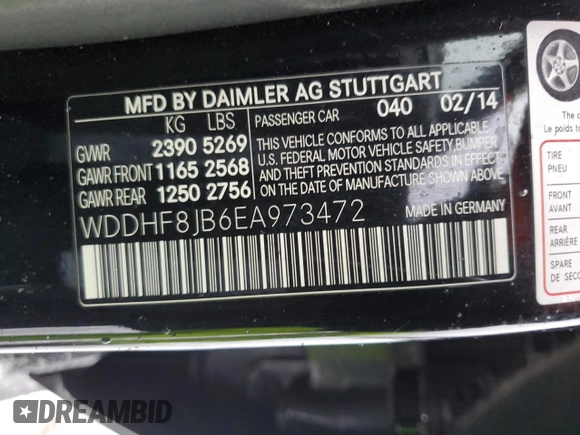 MFD BY DAIMLER AG STUTTGART
KG LBS
PASSENGER CAR 040 02/14
GVWR 2390 5269
GAWR FRONT 1165 2568
GAWR REAR 1250 2756
THIS VEHICLE CONFORMS TO ALL APPLICABLE
U.S. FEDERAL MOTOR VEHICLE SAFETY, BUMPER
AND THEFT PREVENTION STANDARDS IN EFFECT
ON THE DATE OF MANUFACTURE SHOWN ABOVE.
WDDHF8JB6EA973472
MADE IN GERMANY
The
Le poids
TIRE
PNEU
FRONT
AVANT
REAR
ARRIÈRE
SPARE
DE SECO
DREAMBID